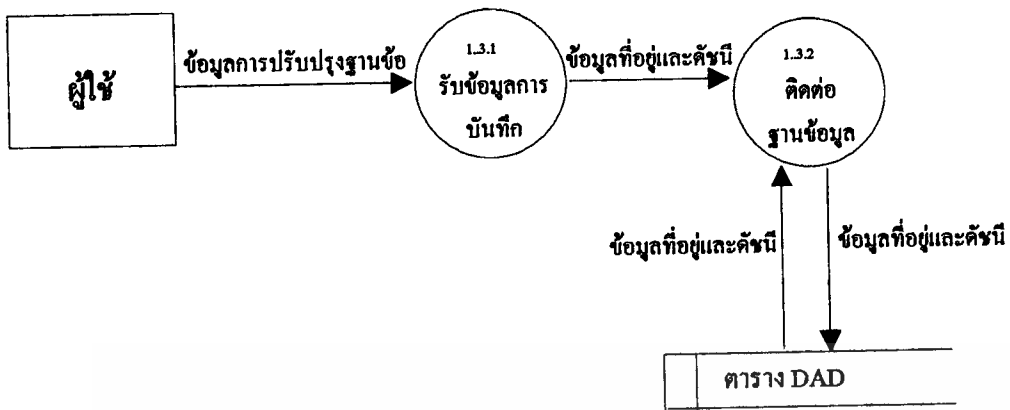 ผู้ใช้
ข้อมูลการปรับปรุงฐานข้อ
1.3.1
รับข้อมูลการ
บันทึก
ข้อมูลที่อยู่และดัชนี
1.3.2
ติดต่อ
ฐานข้อมูล
ข้อมูลที่อยู่และดัชนี
ข้อมูลที่อยู่และดัชนี
ตาราง DAD